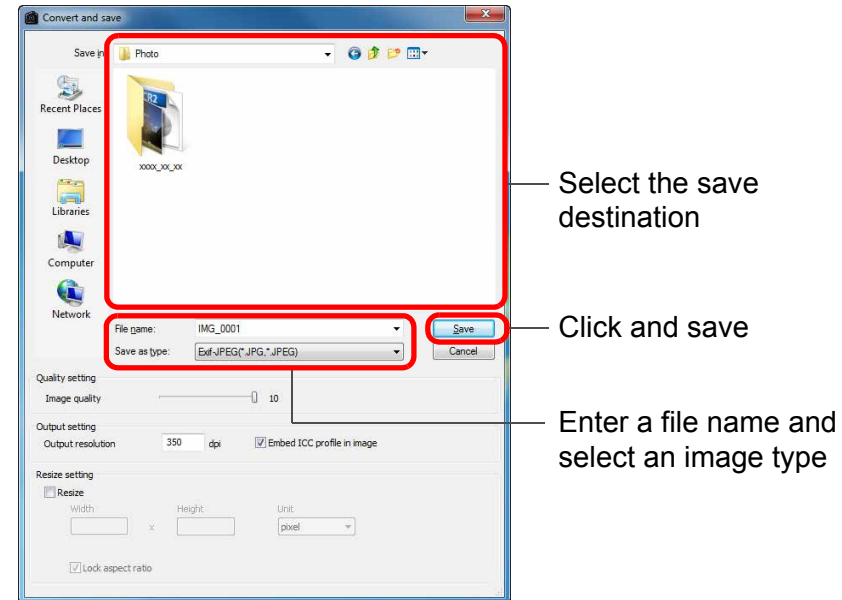 Convert and save
Save in:
Photo
Recent Places
Desktop
Libraries
Computer
Network
CR2
xxxx_xx_xx
File name:
IMG_0001
Save
Save as type:
Exif-JPEG(*.JPG,*.JPEG)
Cancel
Quality setting
Image quality
10
Output setting
Output resolution
350
dpi
Embed ICC profile in image
Resize setting
Resize
Width
Height
Unit
x
pixel
Lock aspect ratio
Select the save
destination
Click and save
Enter a file name and
select an image type